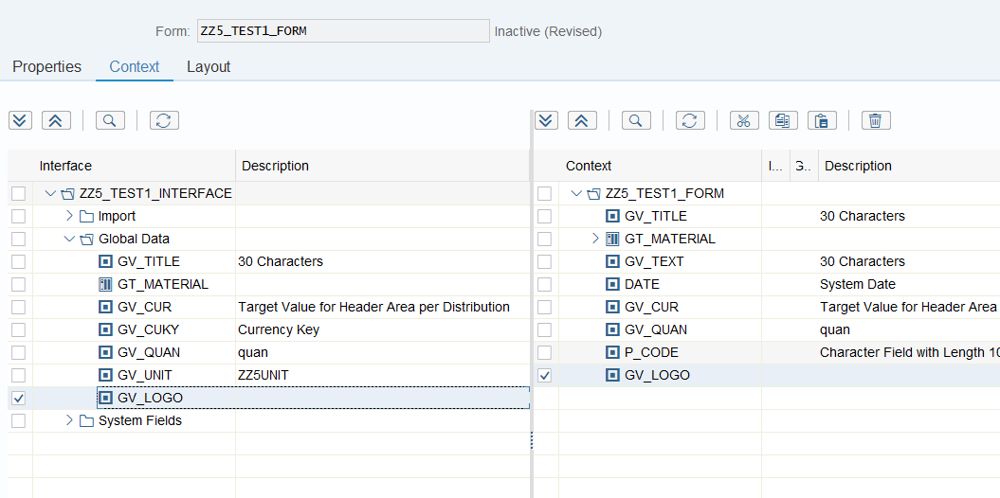 Form: ZZ5_TEST1_FORM Inactive (Revised)
Properties Context Layout
Interface Description
ZZ5_TEST1_INTERFACE
Import
Global Data
GV_TITLE 30 Characters
GT_MATERIAL
GV_CUR Target Value for Header Area per Distribution
GV_CUKY Currency Key
GV_QUAN quan
GV_UNIT ZZ5UNIT
GV_LOGO
System Fields
Context I... G.. Description
ZZ5_TEST1_FORM
GV_TITLE 30 Characters
GT_MATERIAL
GV_TEXT 30 Characters
DATE System Date
GV_CUR Target Value for Header Area
GV_QUAN quan
P_CODE Character Field with Length 10
GV_LOGO